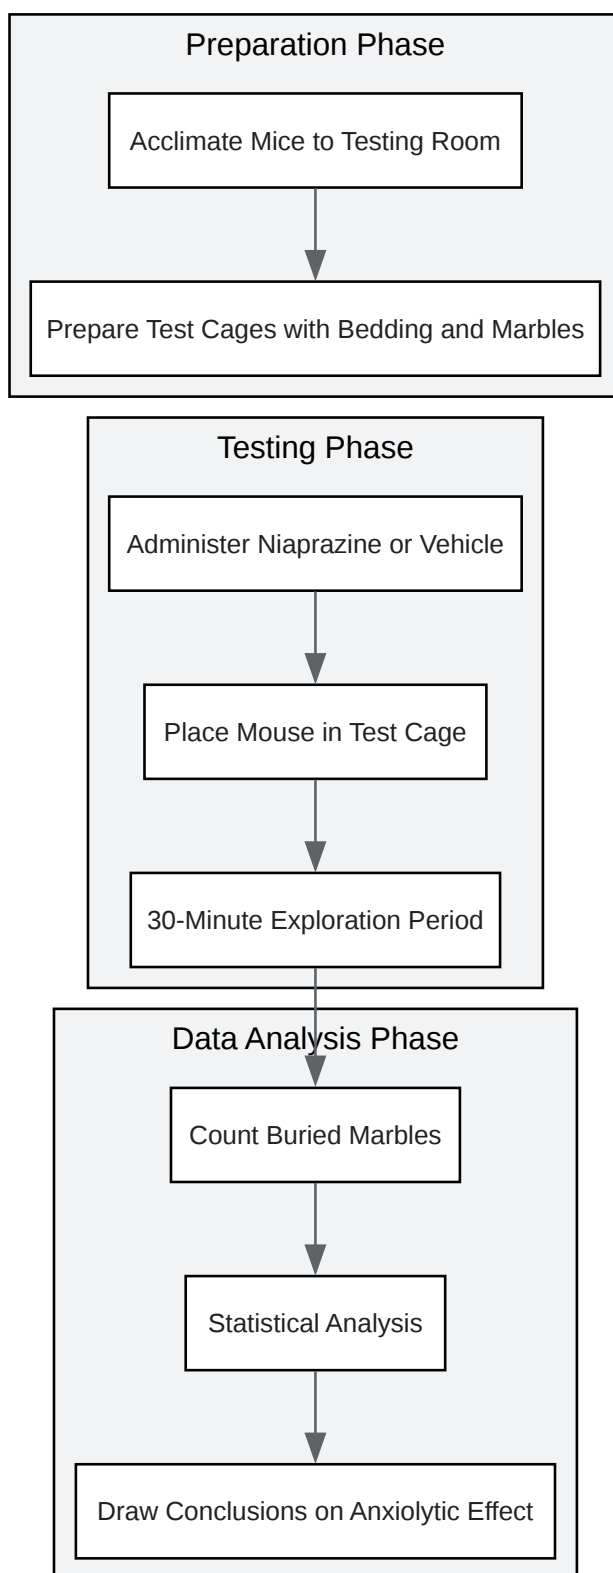 Preparation Phase
Acclimate Mice to Testing Room
Prepare Test Cages with Bedding and Marbles
Testing Phase
Administer Niaprazine or Vehicle
Place Mouse in Test Cage
30-Minute Exploration Period
Data Analysis Phase
Count Buried Marbles
Statistical Analysis
Draw Conclusions on Anxiolytic Effect